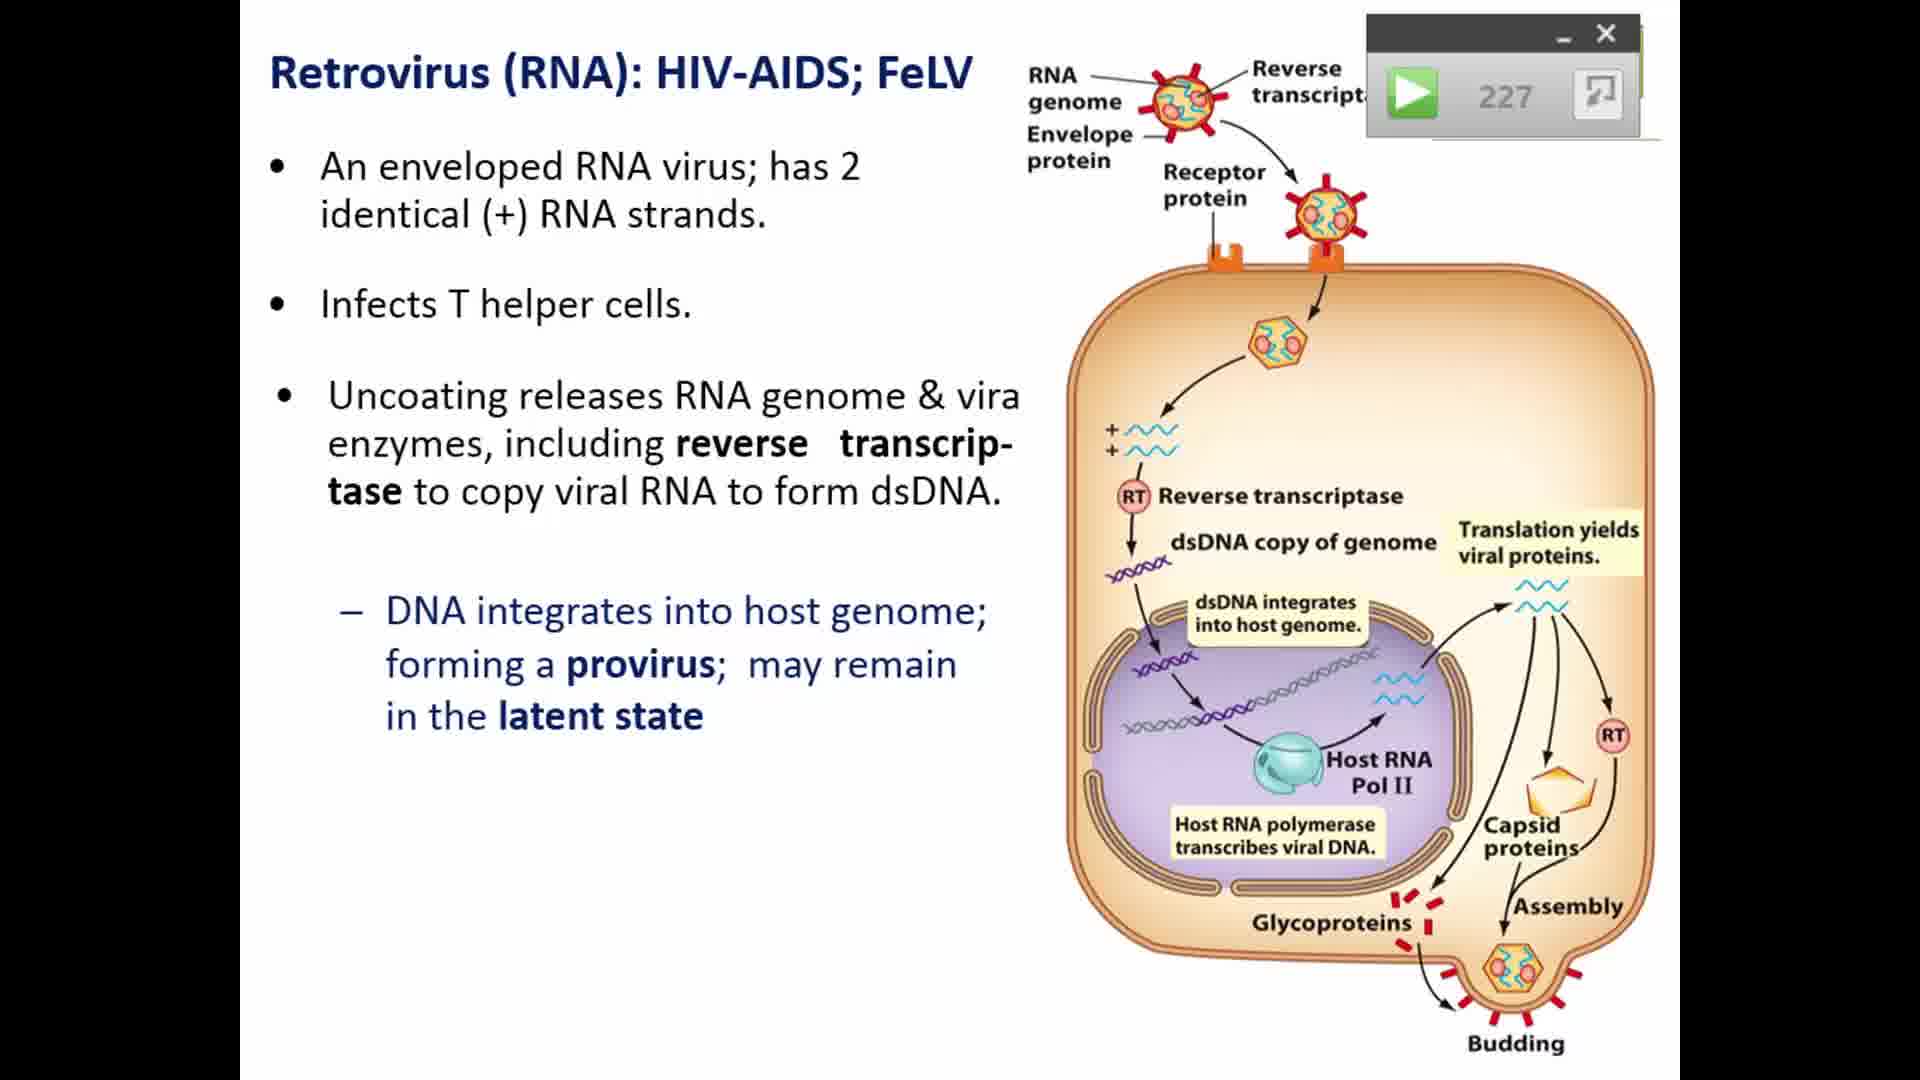 Retrovirus (RNA): HIV-AIDS; FeLV
• An enveloped RNA virus; has 2
identical (+) RNA strands.
• Infects T helper cells.
• Uncoating releases RNA genome & vira
enzymes, including reverse transcrip-
tase to copy viral RNA to form dsDNA.
– DNA integrates into host genome;
forming a provirus; may remain
in the latent state
RNA
genome
Envelope
protein
Reverse
transcript
227
Receptor
protein
+
+
RT Reverse transcriptase
dsDNA copy of genome
Translation yields
viral proteins.
dsDNA integrates
into host genome.
Host RNA
Pol II
RT
Host RNA polymerase
transcribes viral DNA.
Capsid
proteins
Glycoproteins
Assembly
Budding